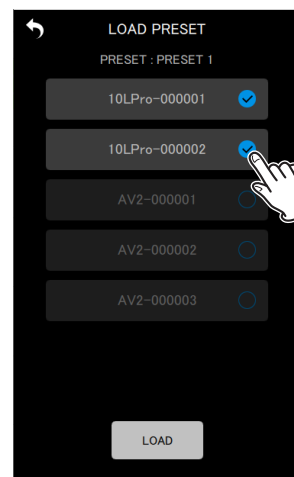 LOAD PRESET
PRESET : PRESET 1
10LPro-000001
10LPro-000002
AV2-000001
AV2-000002
AV2-000003
LOAD